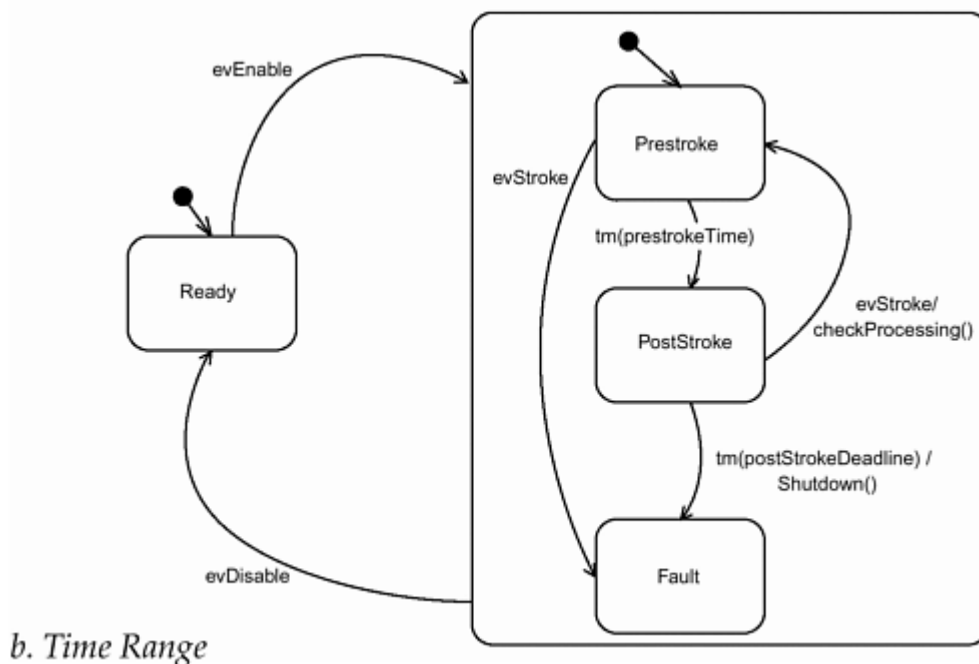 evEnable
Prestroke
evStroke
tm(prestrokeTime)
Ready
evStroke/
checkProcessing()
PostStroke
tm(postStrokeDeadline) /
Shutdown()
evDisable
Fault
b. Time Range